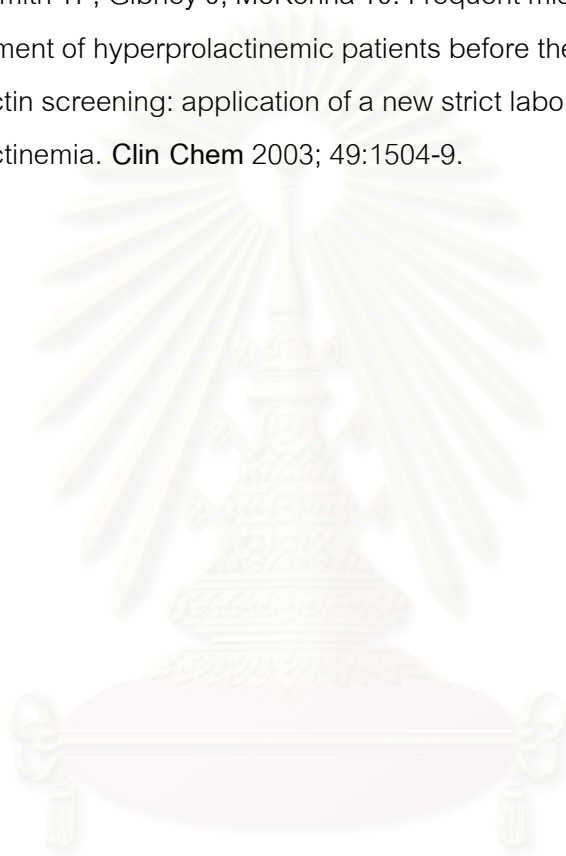 ment of hyperprolactinemic patients before the
ctin screening: application of a new strict labor
ctinemia. Clin Chem 2003; 49:1504-9.